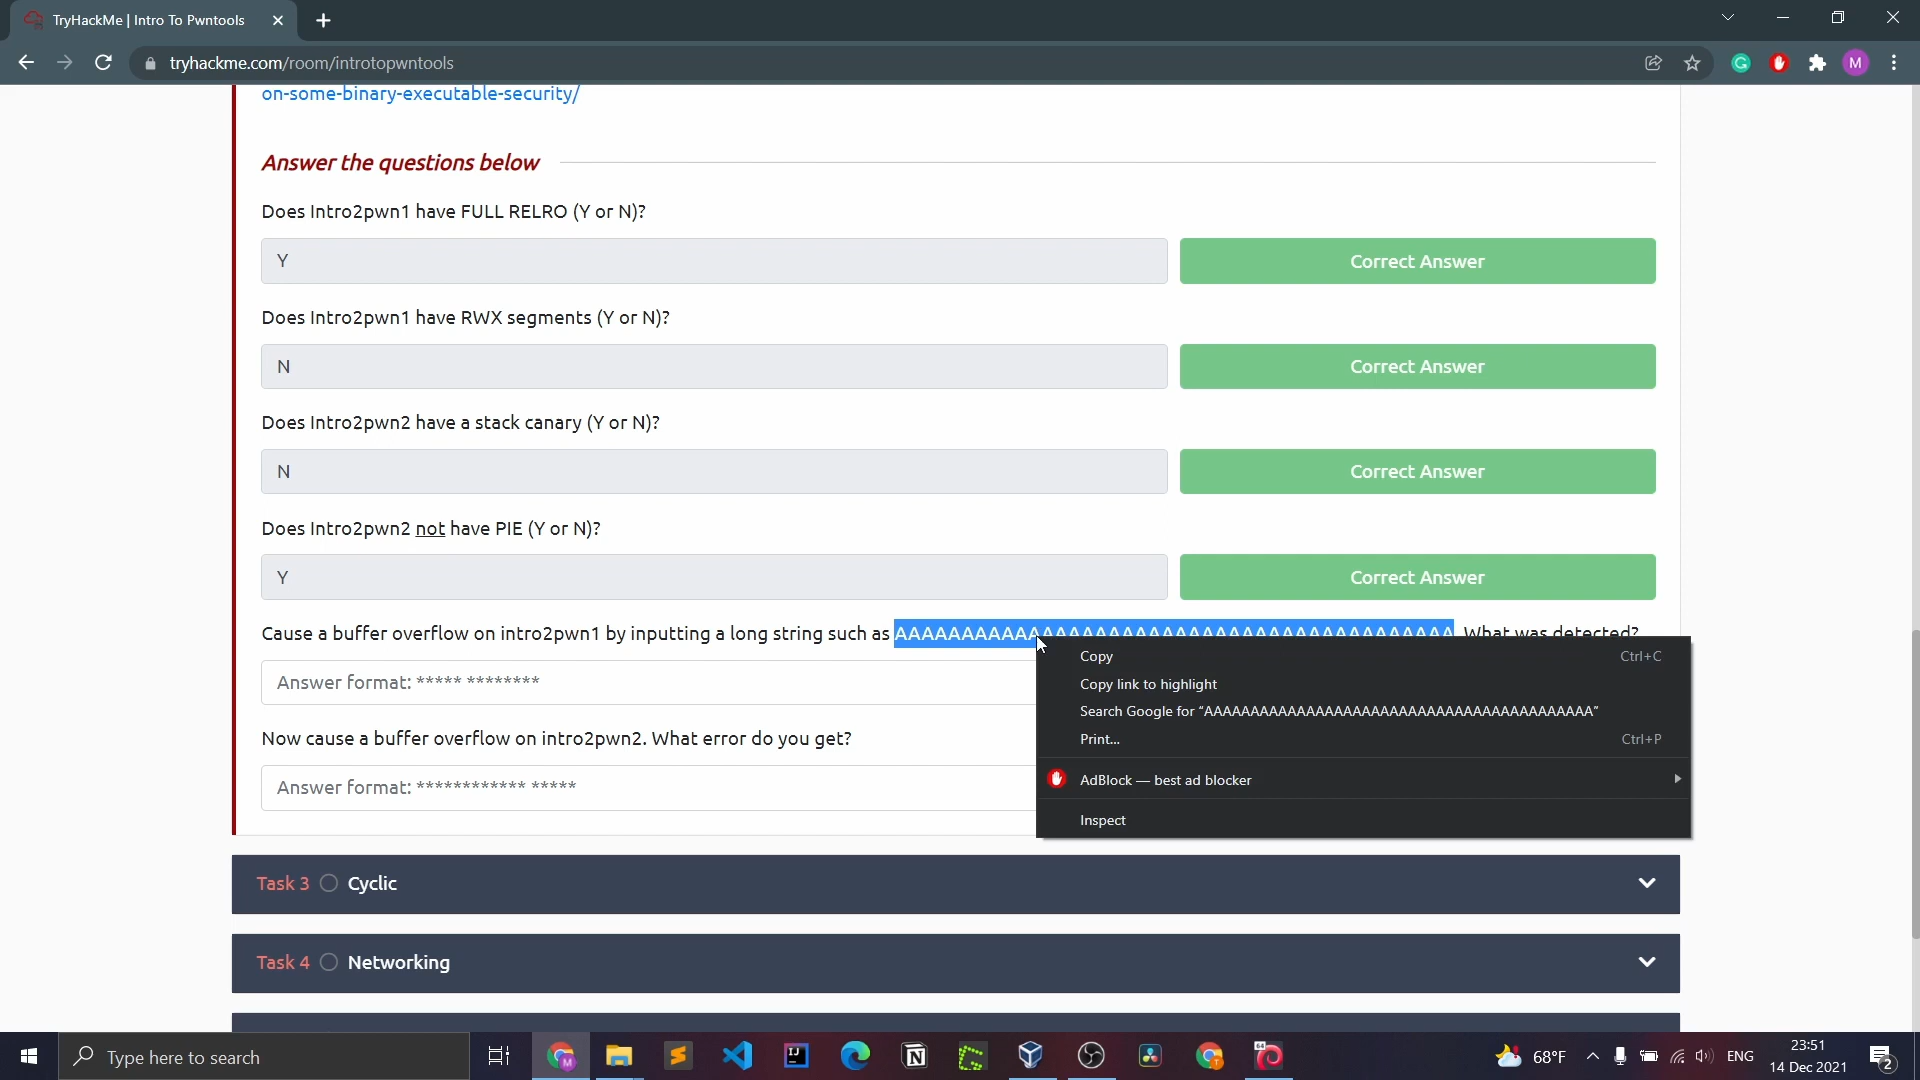 TryHackMe | Intro To Pwntools
tryhackme.com/room/introtopwntools
G
M
on-some-binary-executable-security/
Answer the questions below
Does Intro2pwn1 have FULL RELRO (Y or N)?
Y
Correct Answer
Does Intro2pwn1 have RWX segments (Y or N)?
N
Correct Answer
Does Intro2pwn2 have a stack canary (Y or N)?
N
Correct Answer
Does Intro2pwn2 not have PIE (Y or N)?
Y
Correct Answer
Cause a buffer overflow on intro2pwn1 by inputting a long string such as AAAAAAAAAAAAAAAAAAAAAAAAAAAAAAAAAAAAAAAAAA. What was detected?
Answer format: ***** ********
Copy Ctrl+C
Copy link to highlight
Search Google for “AAAAAAAAAAAAAAAAAAAAAAAAAAAAAAAAAAAAAAAAAA”
Print... Ctrl+P
AdBlock — best ad blocker
Inspect
Now cause a buffer overflow on intro2pwn2. What error do you get?
Answer format: ************ *****
Task 3 Cyclic
Task 4 Networking
Type here to search
M
IJ
N
T
64
68°F
ENG
23:51
14 Dec 2021
2